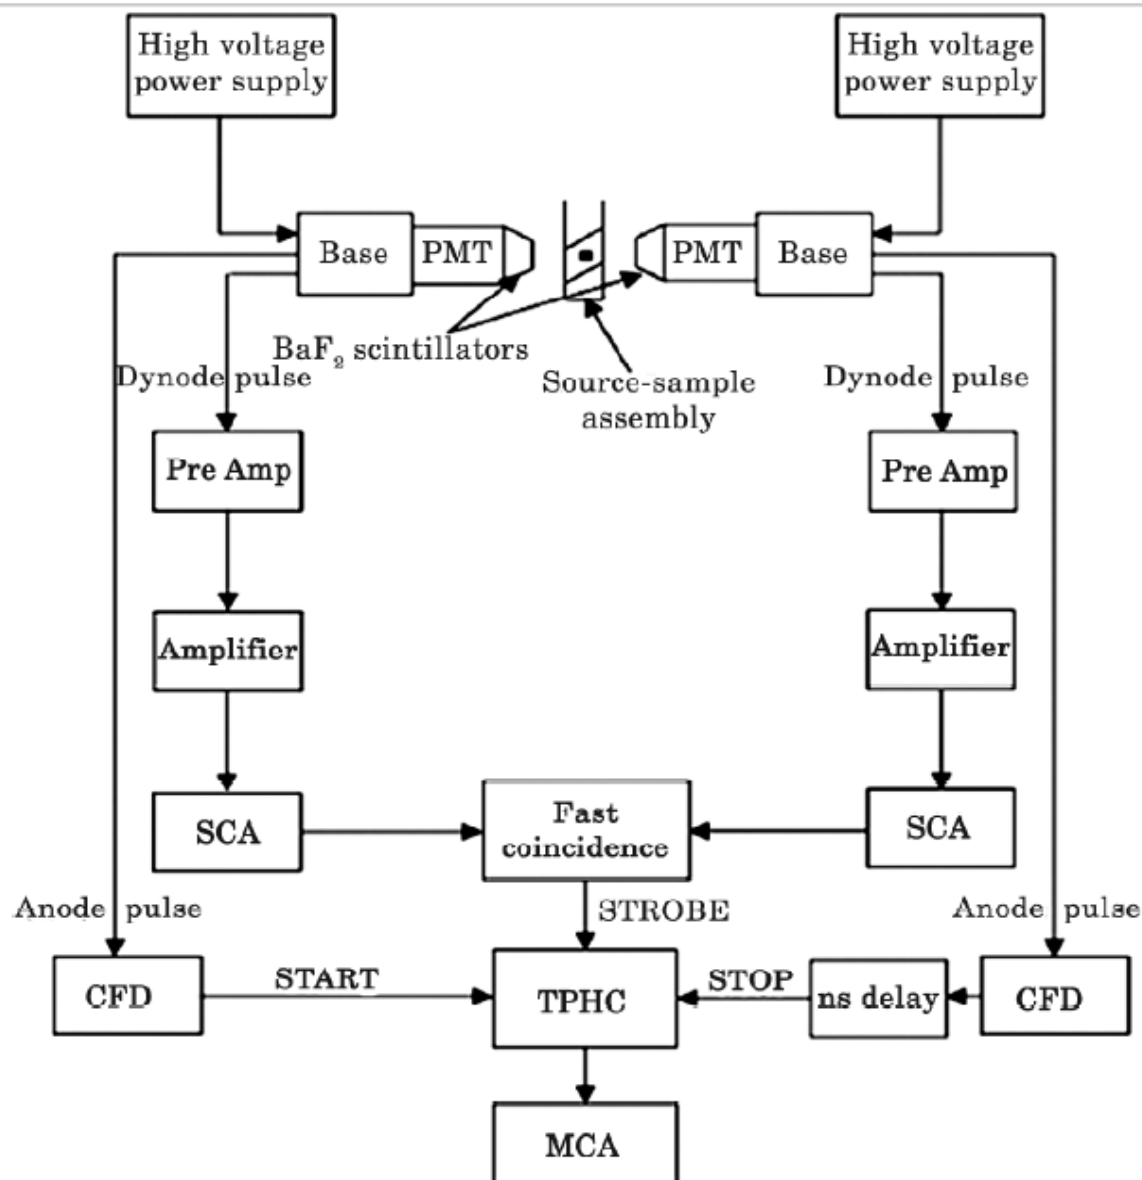 High voltage
power supply
High voltage
power supply
Base
PMT
PMT
Base
BaF₂ scintillators
Dynode pulse
Source-sample
assembly
Dynode pulse
Pre Amp
Pre Amp
Amplifier
Amplifier
SCA
Fast
coincidence
SCA
Anode pulse
STROBE
Anode pulse
CFD
START
TPHC
STOP
ns delay
CFD
MCA